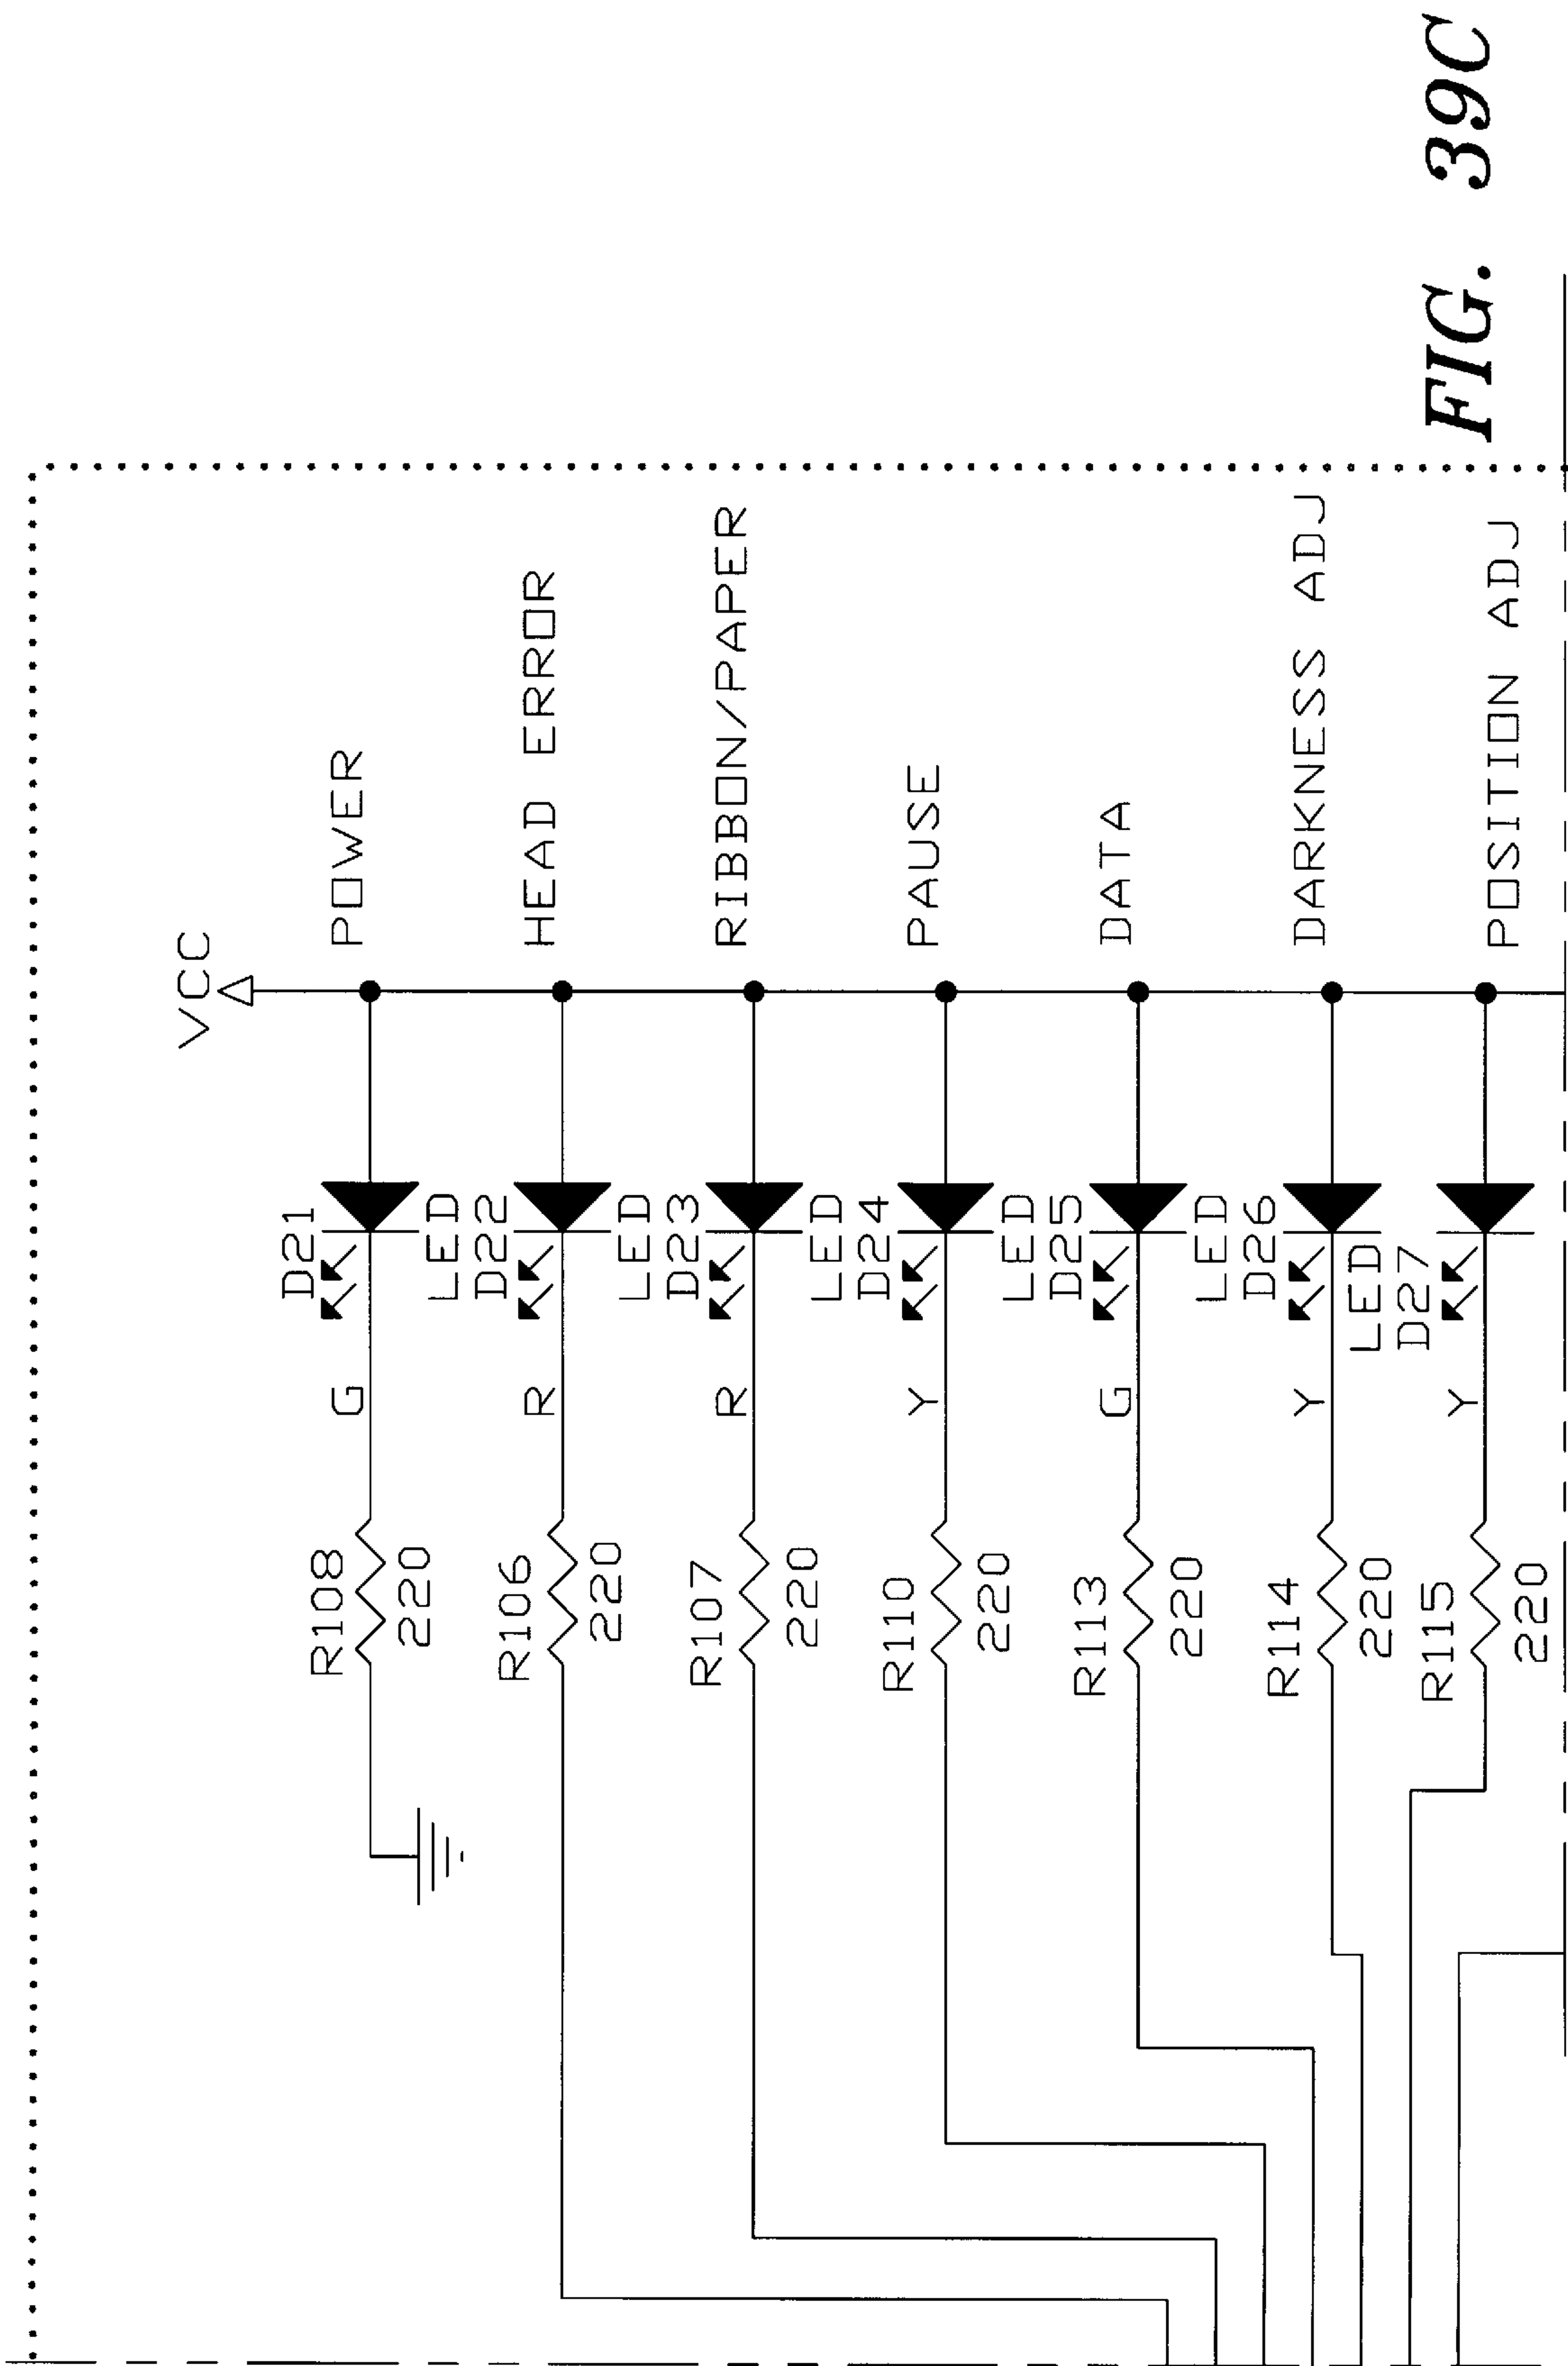 VCC
R108 G D21 POWER
220 LED
R106 R D22 HEAD ERROR
220 LED
R107 R D23 RIBBON/PAPER
220 LED
R110 Y D24 PAUSE
220 LED
R113 G D25 DATA
220 LED
R114 Y D26 DARKNESS ADJ
220 LED
R115 Y D27 POSITION ADJ
220
FIG. 39C